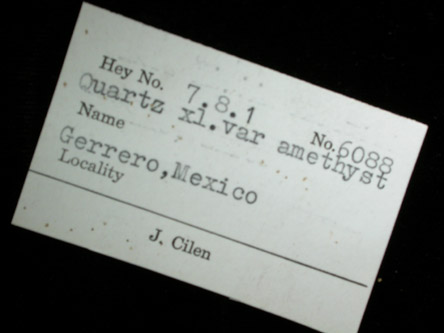 Hey No. 7.8.1 No. 6088
Quartz xl.var amethyst
Name
Gerrero,Mexico
Locality
J. Cilen